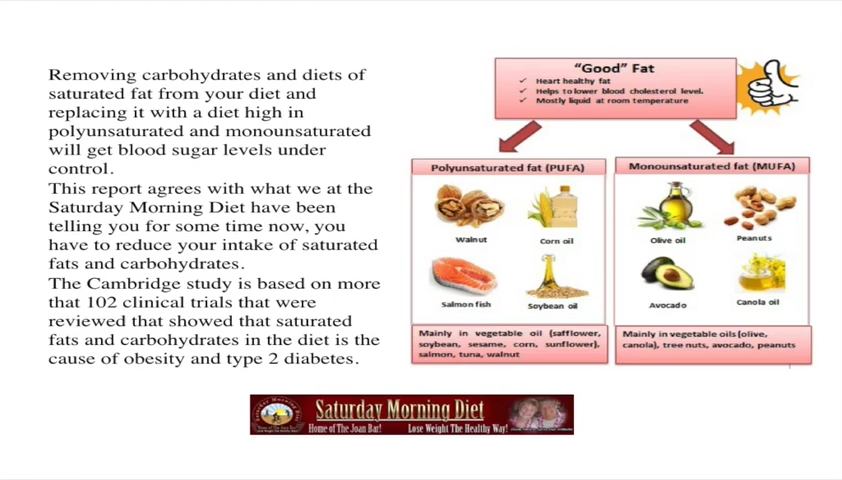 Removing carbohydrates and diets of
saturated fat from your diet and
replacing it with a diet high in
polyunsaturated and monounsaturated
will get blood sugar levels under
control.
This report agrees with what we at the
Saturday Morning Diet have been
telling you for some time now, you
have to reduce your intake of saturated
fats and carbohydrates.
The Cambridge study is based on more
that 102 clinical trials that were
reviewed that showed that saturated
fats and carbohydrates in the diet is the
cause of obesity and type 2 diabetes.
“Good” Fat
✓ Heart healthy fat
✓ Helps to lower blood cholesterol level.
✓ Mostly liquid at room temperature
Polyunsaturated fat (PUFA)
Walnut
Corn oil
Salmon fish
Soybean oil
Mainly in vegetable oil (safflower,
soybean, sesame, corn, sunflower),
salmon, tuna, walnut
Monounsaturated fat (MUFA)
Olive oil
Peanuts
Avocado
Canola oil
Mainly in vegetable oils (olive,
canola), tree nuts, avocado, peanuts
Saturday Morning Diet
Home of The Joan Bar! Lose Weight The Healthy Way!